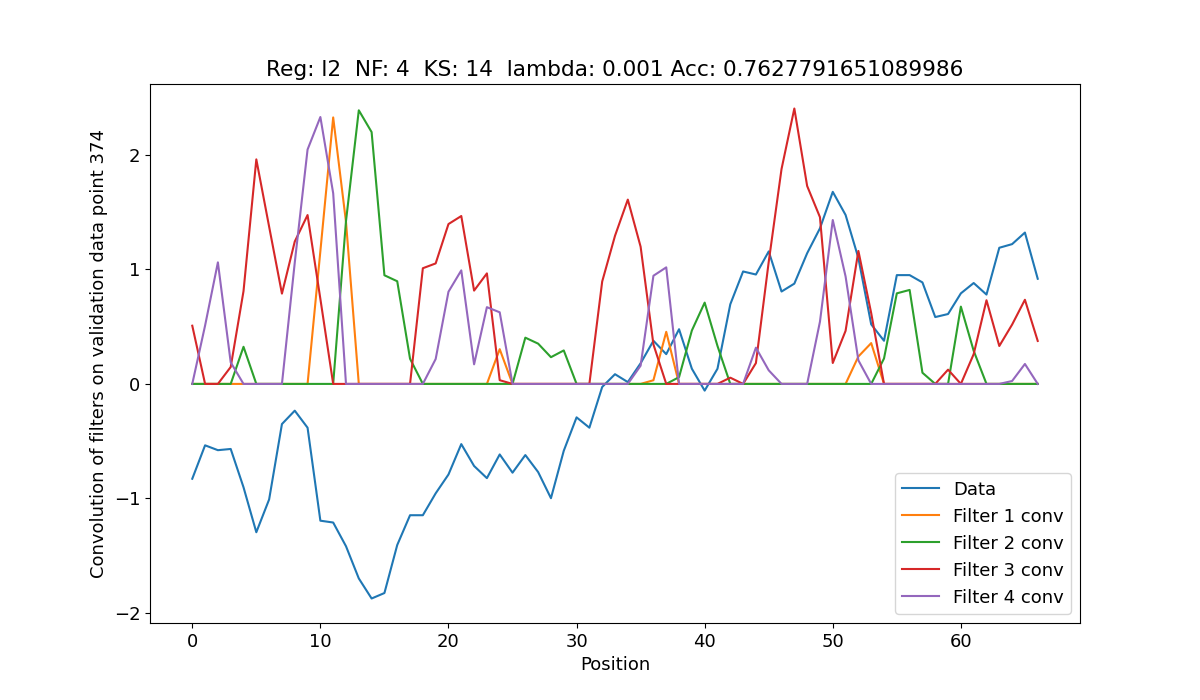 Reg: l2  NF: 4  KS: 14  lambda: 0.001 Acc: 0.7627791651089986
Convolution of filters on validation data point 374
2
1
0
−1
−2
0 10 20 30 40 50 60
Position
Data
Filter 1 conv
Filter 2 conv
Filter 3 conv
Filter 4 conv